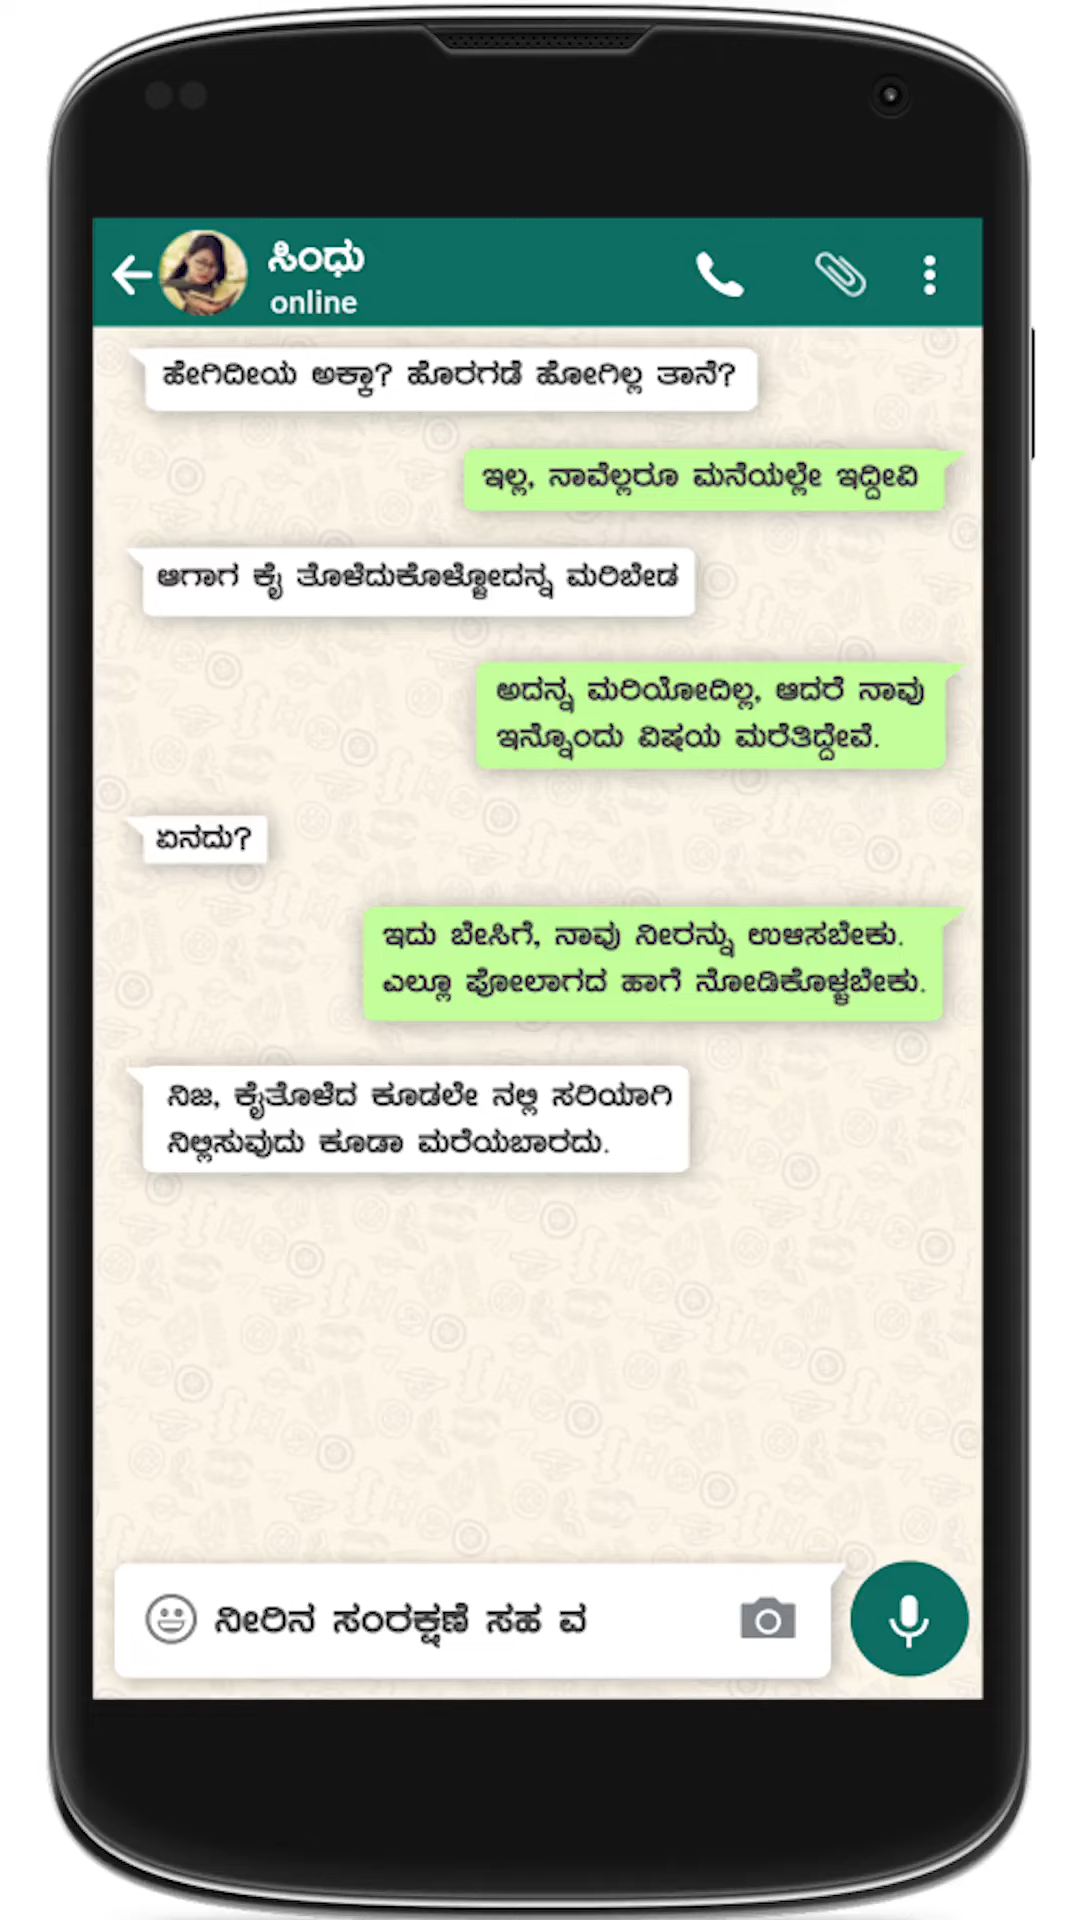 ಸಿಂಧು
online
ಹೇಗಿದೀಯ ಅಕ್ಕಾ? ಹೊರಗಡೆ ಹೋಗಿಲ್ಲ ತಾನೆ?
ಇಲ್ಲ, ನಾವೆಲ್ಲರೂ ಮನೆಯಲ್ಲೇ ಇದ್ದೀವಿ
ಆಗಾಗ ಕೈ ತೊಳೆದುಕೊಳ್ಳೋದನ್ನ ಮರಿಬೇಡ
ಅದನ್ನ ಮರಿಯೋದಿಲ್ಲ, ಆದರೆ ನಾವು
ಇನ್ನೊಂದು ವಿಷಯ ಮರೆತಿದ್ದೇವೆ.
ಏನದು?
ಇದು ಬೇಸಿಗೆ, ನಾವು ನೀರನ್ನು ಉಳಿಸಬೇಕು.
ಎಲ್ಲೂ ಪೋಲಾಗದ ಹಾಗೆ ನೋಡಿಕೊಳ್ಳಬೇಕು.
ನಿಜ, ಕೈತೊಳೆದ ಕೂಡಲೇ ನಲ್ಲಿ ಸರಿಯಾಗಿ
ನಿಲ್ಲಿಸುವುದು ಕೂಡಾ ಮರೆಯಬಾರದು.
ನೀರಿನ ಸಂರಕ್ಷಣೆ ಸಹ ವ